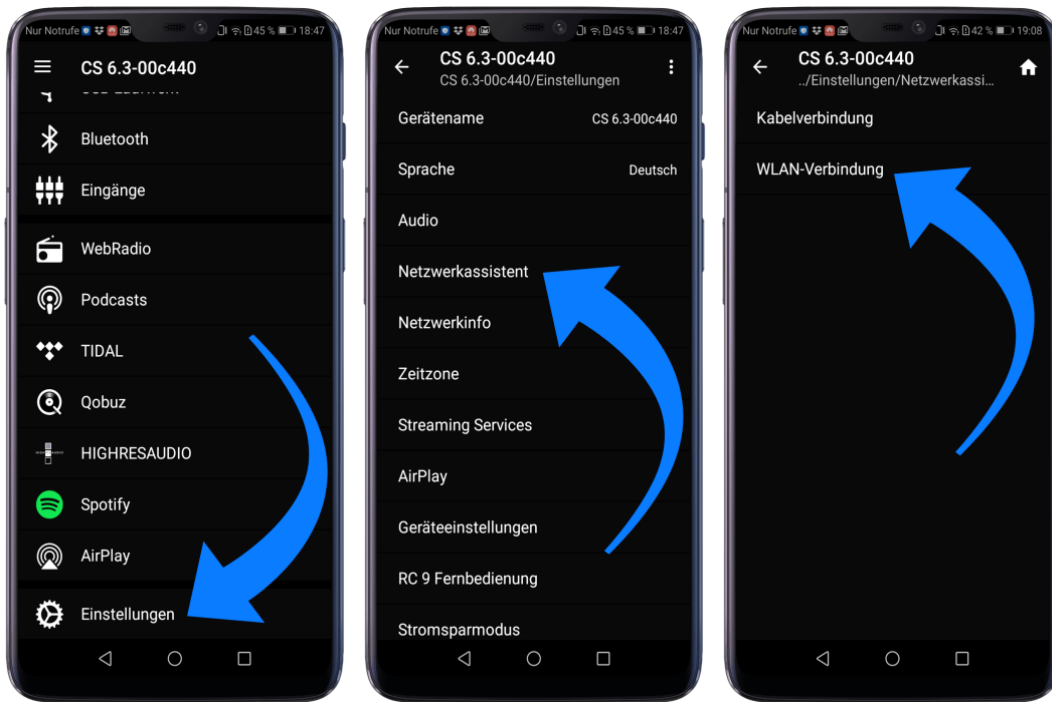 Nur Notrufe 45 % 18:47
CS 6.3-00c440
Bluetooth
Eingänge
WebRadio
Podcasts
TIDAL
Qobuz
HIGHRESAUDIO
Spotify
AirPlay
Einstellungen
Nur Notrufe 45 % 18:47
CS 6.3-00c440
CS 6.3-00c440/Einstellungen
Gerätename CS 6.3-00c440
Sprache Deutsch
Audio
Netzwerkassistent
Netzwerkinfo
Zeitzone
Streaming Services
AirPlay
Geräteeinstellungen
RC 9 Fernbedienung
Stromsparmodus
Nur Notrufe 42 % 19:08
CS 6.3-00c440
../Einstellungen/Netzwerkassi...
Kabelverbindung
WLAN-Verbindung